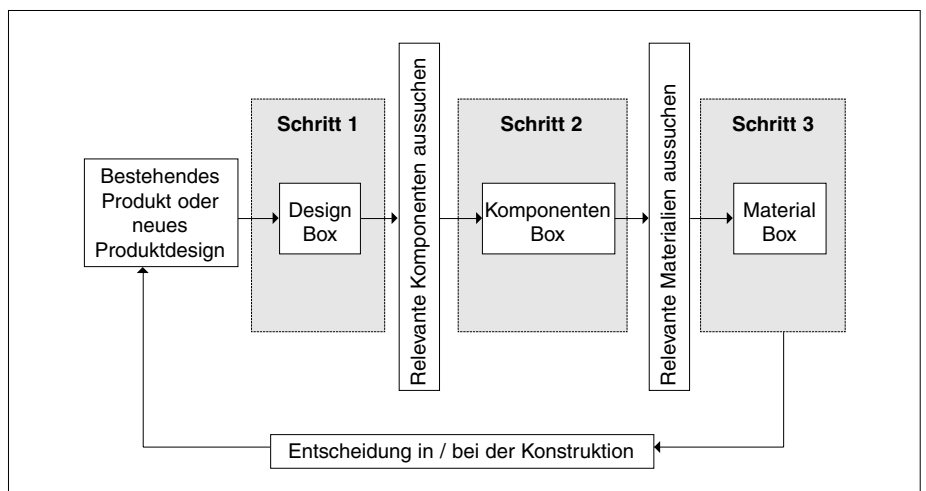 Bestehendes
Produkt oder
neues
Produktdesign
Schritt 1
Design
Box
Relevante Komponenten aussuchen
Schritt 2
Komponenten
Box
Relevante Materialien aussuchen
Schritt 3
Material
Box
Entscheidung in / bei der Konstruktion